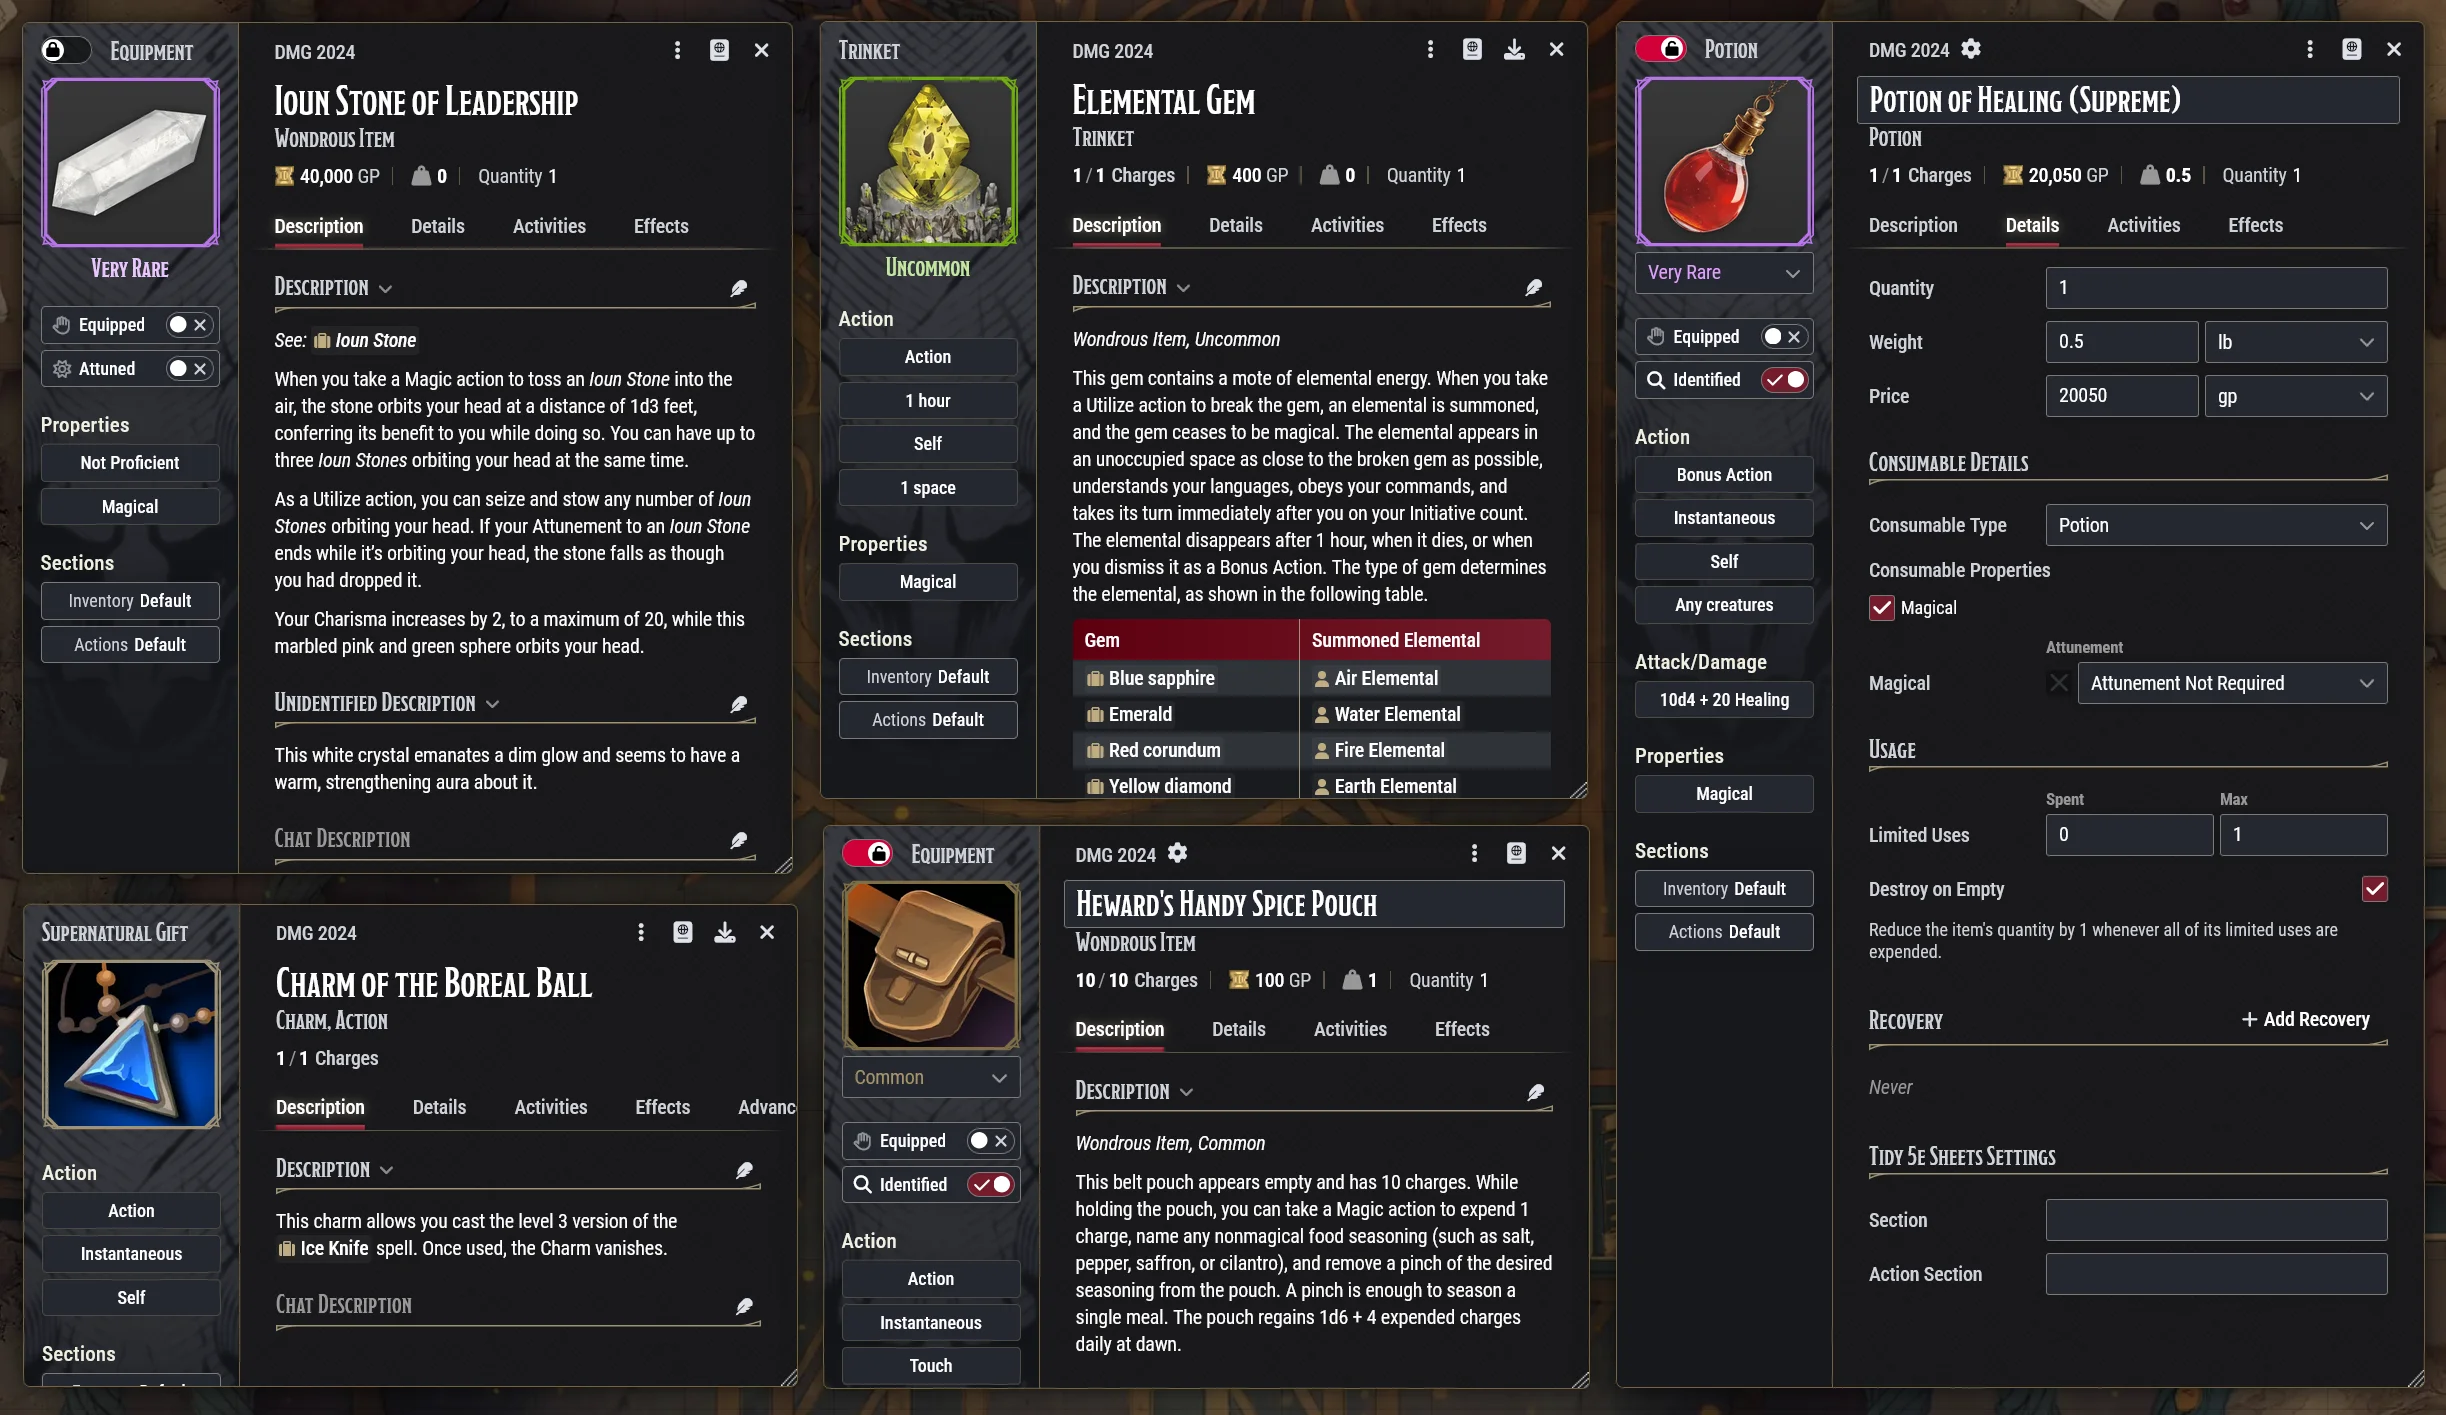 Equipment
Very Rare
Equipped
Attuned
Properties
Not Proficient
Magical
Sections
Inventory Default
Actions Default
DMG 2024
Ioun Stone of Leadership
Wondrous Item
40,000 GP | 0 | Quantity 1
Description Details Activities Effects
Description
See: Ioun Stone
When you take a Magic action to toss an Ioun Stone into the
air, the stone orbits your head at a distance of 1d3 feet,
conferring its benefit to you while doing so. You can have up to
three Ioun Stones orbiting your head at the same time.
As a Utilize action, you can seize and stow any number of Ioun
Stones orbiting your head. If your Attunement to an Ioun Stone
ends while it's orbiting your head, the stone falls as though
you had dropped it.
Your Charisma increases by 2, to a maximum of 20, while this
marbled pink and green sphere orbits your head.
Unidentified Description
This white crystal emanates a dim glow and seems to have a
warm, strengthening aura about it.
Chat Description
Supernatural Gift
Action
Action
Instantaneous
Self
Sections
DMG 2024
Charm of the Boreal Ball
Charm, Action
1 / 1 Charges
Description Details Activities Effects Advanc
Description
This charm allows you cast the level 3 version of the
Ice Knife spell. Once used, the Charm vanishes.
Chat Description
Trinket
Uncommon
Action
Action
1 hour
Self
1 space
Properties
Magical
Sections
Inventory Default
Actions Default
DMG 2024
Elemental Gem
Trinket
1 / 1 Charges | 400 GP | 0 | Quantity 1
Description Details Activities Effects
Description
Wondrous Item, Uncommon
This gem contains a mote of elemental energy. When you take
a Utilize action to break the gem, an elemental is summoned,
and the gem ceases to be magical. The elemental appears in
an unoccupied space as close to the broken gem as possible,
understands your languages, obeys your commands, and
takes its turn immediately after you on your Initiative count.
The elemental disappears after 1 hour, when it dies, or when
you dismiss it as a Bonus Action. The type of gem determines
the elemental, as shown in the following table.
Gem Summoned Elemental
Blue sapphire Air Elemental
Emerald Water Elemental
Red corundum Fire Elemental
Yellow diamond Earth Elemental
Equipment
Common
Equipped
Identified
Action
Action
Instantaneous
Touch
DMG 2024
Heward's Handy Spice Pouch
Wondrous Item
10 / 10 Charges | 100 GP | 1 | Quantity 1
Description Details Activities Effects
Description
Wondrous Item, Common
This belt pouch appears empty and has 10 charges. While
holding the pouch, you can take a Magic action to expend 1
charge, name any nonmagical food seasoning (such as salt,
pepper, saffron, or cilantro), and remove a pinch of the desired
seasoning from the pouch. A pinch is enough to season a
single meal. The pouch regains 1d6 + 4 expended charges
daily at dawn.
Potion
Very Rare
Equipped
Identified
Action
Bonus Action
Instantaneous
Self
Any creatures
Attack/Damage
10d4 + 20 Healing
Properties
Magical
Sections
Inventory Default
Actions Default
DMG 2024
Potion of Healing (Supreme)
Potion
1 / 1 Charges | 20,050 GP | 0.5 | Quantity 1
Description Details Activities Effects
Quantity 1
Weight 0.5 lb
Price 20050 gp
Consumable Details
Consumable Type Potion
Consumable Properties
Magical
Attunement
Magical Attunement Not Required
Usage
Spent Max
Limited Uses 0 1
Destroy on Empty
Reduce the item's quantity by 1 whenever all of its limited uses are
expended.
Recovery + Add Recovery
Never
Tidy 5e Sheets Settings
Section
Action Section